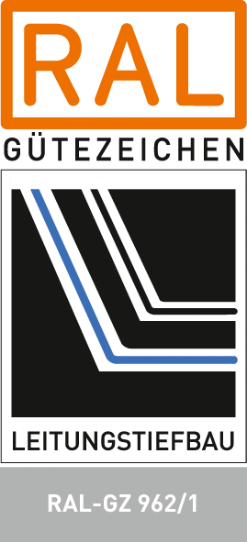 RAL
GÜTEZEICHEN
LEITUNGSTIEFBAU
RAL-GZ 962/1